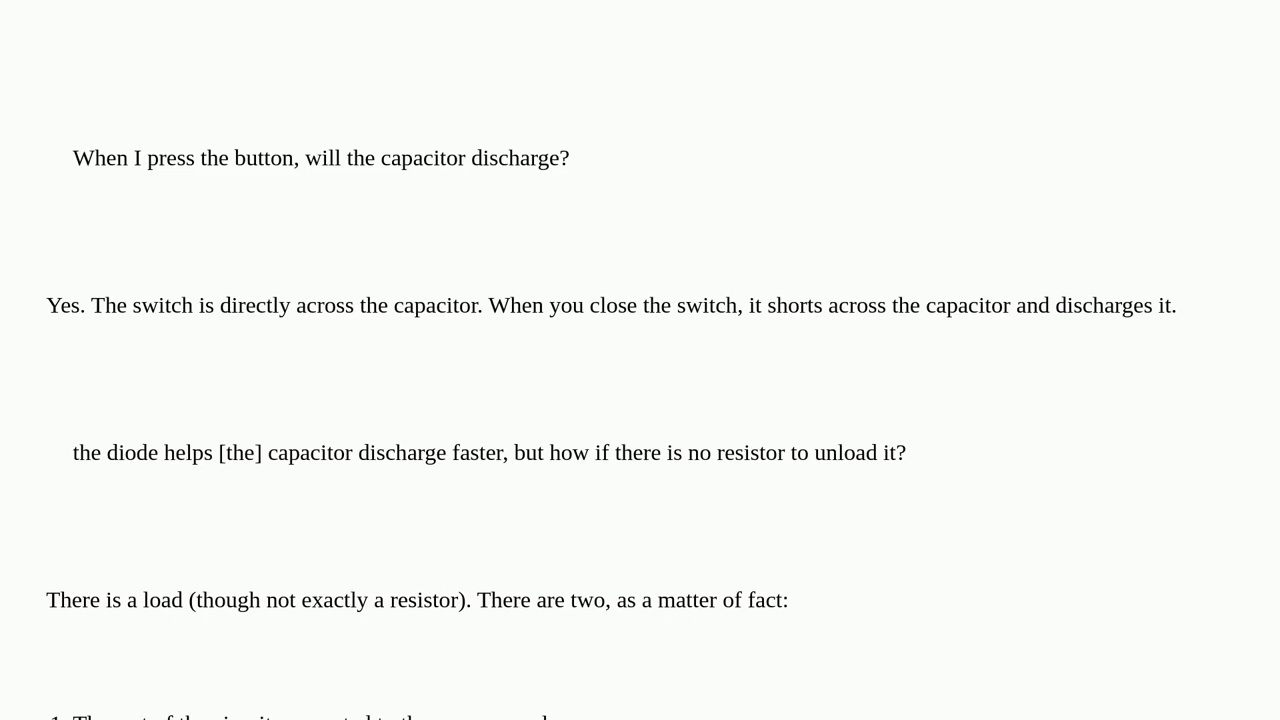 When I press the button, will the capacitor discharge?
Yes. The switch is directly across the capacitor. When you close the switch, it shorts across the capacitor and discharges it.
the diode helps [the] capacitor discharge faster, but how if there is no resistor to unload it?
There is a load (though not exactly a resistor). There are two, as a matter of fact: